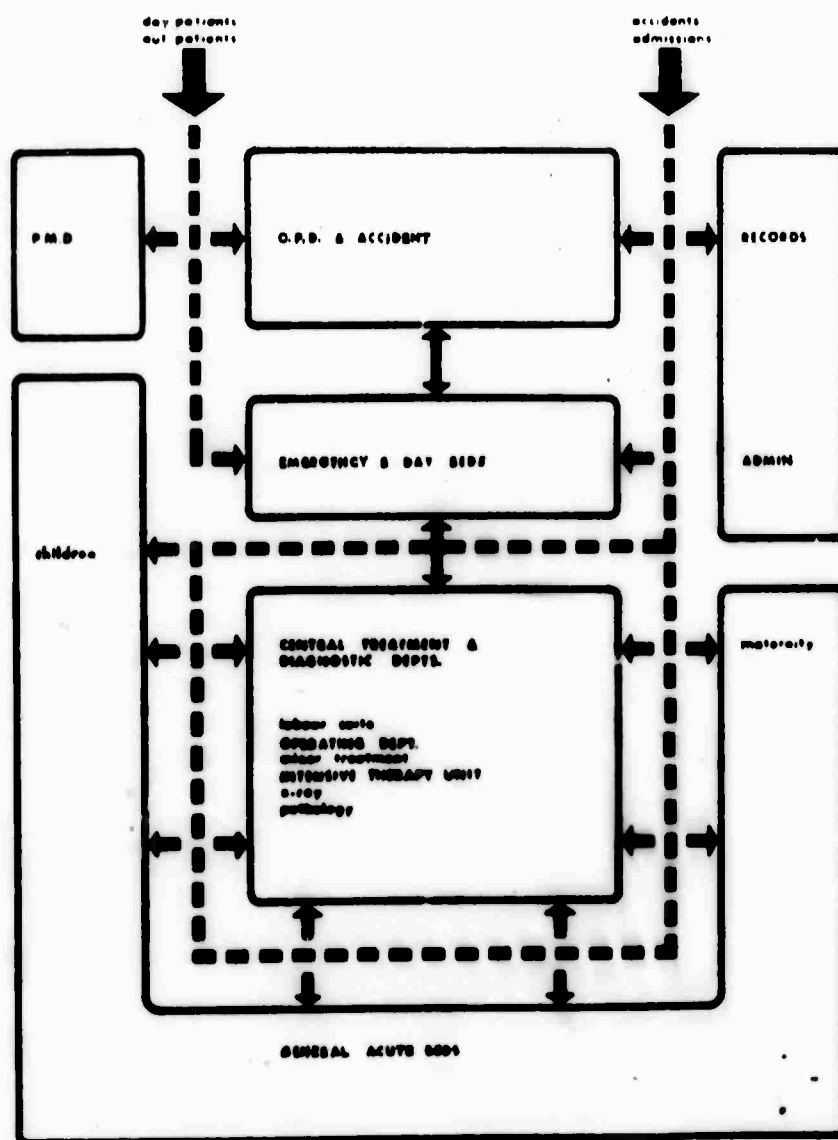 day patients
out patients
accidents
admissions
P.M.D
O.P.D. & ACCIDENT
RECORDS
EMERGENCY & DAY BEDS
ADMIN
children
CENTRAL TREATMENT &
DIAGNOSTIC DEPTS.
maternity
labour suite
OPERATING DEPT.
minor treatment
INTENSIVE THERAPY UNIT
x-ray
pathology
GENERAL ACUTE BEDS